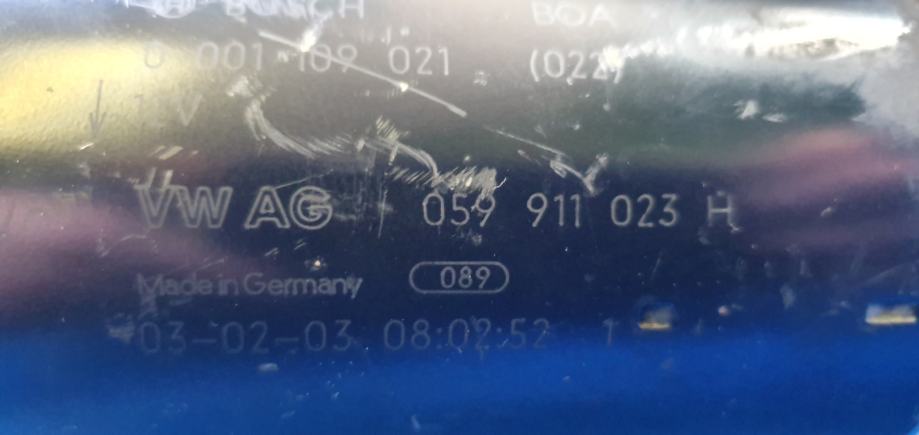 BOSCH BOA
0 001 109 021 (022)
12V
VW AG 059 911 023 H
Made in Germany 089
03-02-03 08:02:52 1